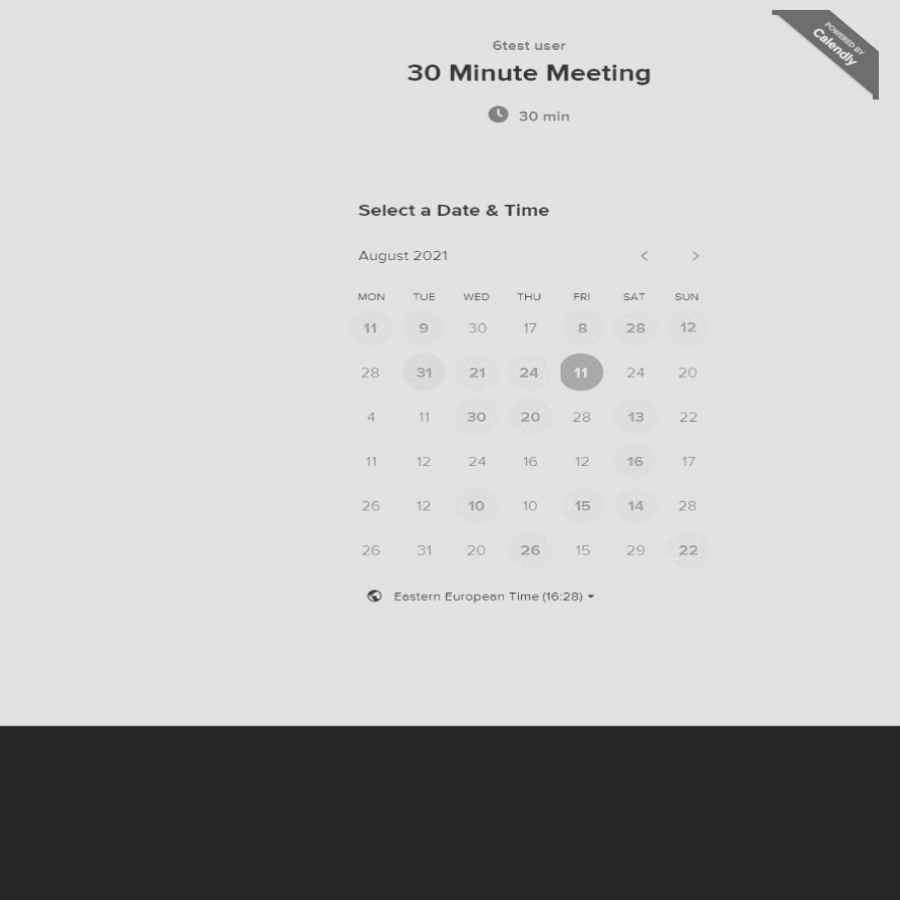 POWERED BY
Calendly
6test user
30 Minute Meeting
30 min
Select a Date & Time
August 2021 < >
MON TUE WED THU FRI SAT SUN
11 9 30 17 8 28 12
28 31 21 24 11 24 20
4 11 30 20 28 13 22
11 12 24 16 12 16 17
26 12 10 10 15 14 28
26 31 20 26 15 29 22
Eastern European Time (16:28)